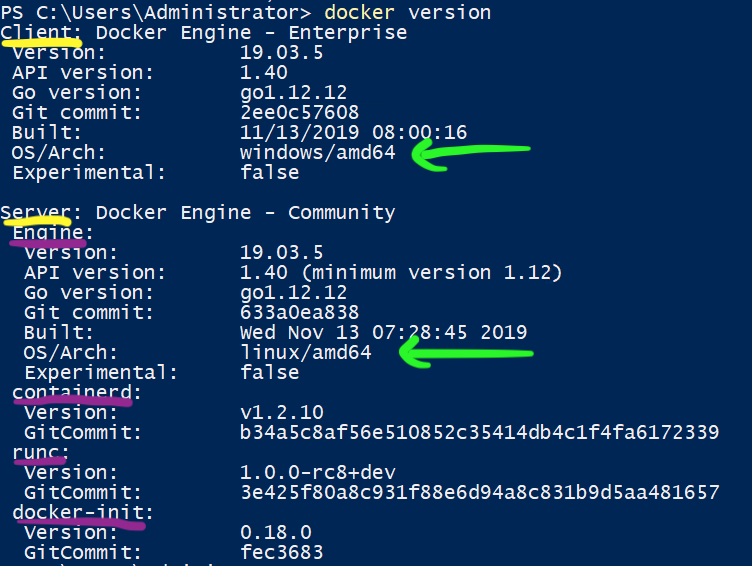 PS C:\Users\Administrator> docker version
Client: Docker Engine - Enterprise
Version: 19.03.5
API version: 1.40
Go version: go1.12.12
Git commit: 2ee0c57608
Built: 11/13/2019 08:00:16
OS/Arch: windows/amd64
Experimental: false
Server: Docker Engine - Community
Engine:
Version: 19.03.5
API version: 1.40 (minimum version 1.12)
Go version: go1.12.12
Git commit: 633a0ea838
Built: Wed Nov 13 07:28:45 2019
OS/Arch: linux/amd64
Experimental: false
containerd:
Version: v1.2.10
GitCommit: b34a5c8af56e510852c35414db4c1f4fa6172339
runc:
Version: 1.0.0-rc8+dev
GitCommit: 3e425f80a8c931f88e6d94a8c831b9d5aa481657
docker-init:
Version: 0.18.0
GitCommit: fec3683